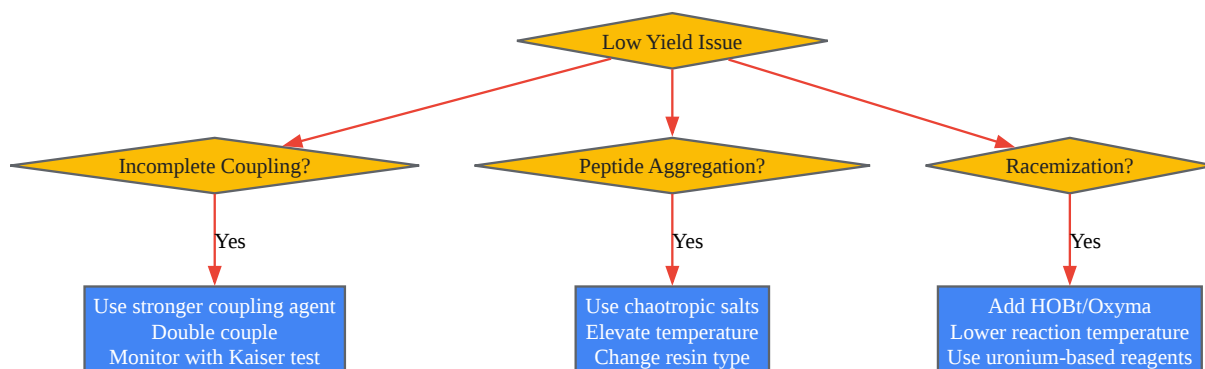 Low Yield Issue
Incomplete Coupling?
Peptide Aggregation?
Racemization?
Yes
Yes
Yes
Use stronger coupling agent
Double couple
Monitor with Kaiser test
Use chaotropic salts
Elevate temperature
Change resin type
Add HOBt/Oxyma
Lower reaction temperature
Use uronium-based reagents